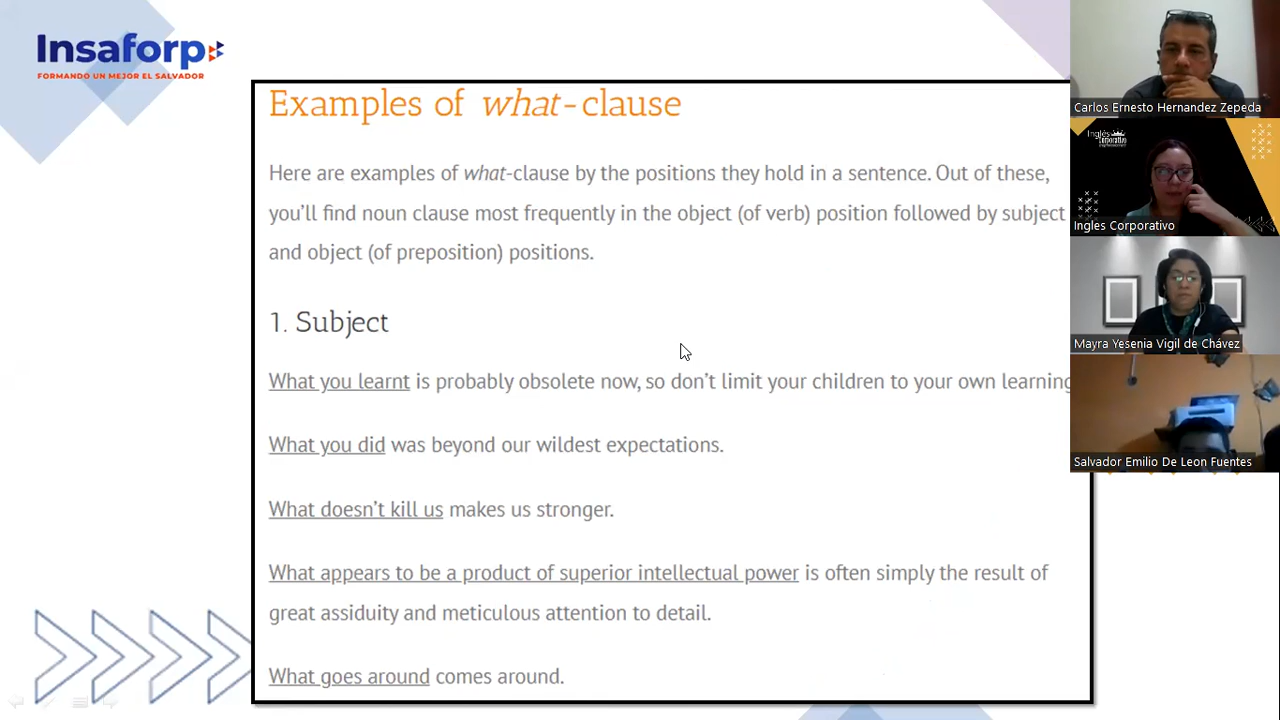 Insaforp
FORMANDO UN MEJOR EL SALVADOR
Examples of what-clause
Here are examples of what-clause by the positions they hold in a sentence. Out of these,
you'll find noun clause most frequently in the object (of verb) position followed by subject
and object (of preposition) positions.
1. Subject
What you learnt is probably obsolete now, so don't limit your children to your own learning
What you did was beyond our wildest expectations.
What doesn't kill us makes us stronger.
What appears to be a product of superior intellectual power is often simply the result of
great assiduity and meticulous attention to detail.
What goes around comes around.
Carlos Ernesto Hernandez Zepeda
Inglés
Corporativo
Ingles Corporativo
Mayra Yesenia Vigil de Chávez
Salvador Emilio De Leon Fuentes